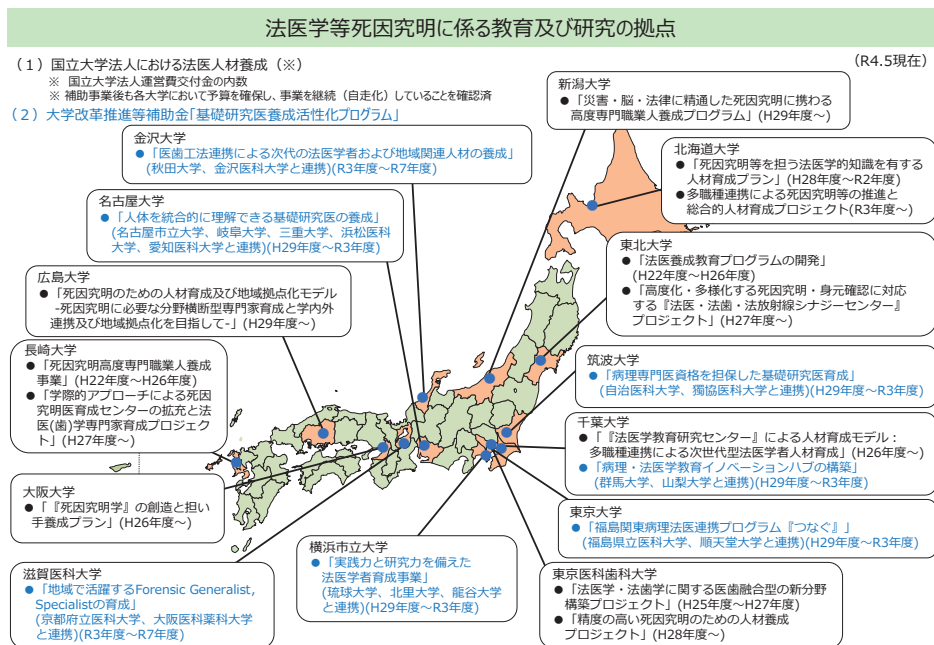 法医学等死因究明に係る教育及び研究の拠点
(R4.5現在)
（1）国立大学法人における法医人材養成（※）
※ 国立大学法人運営費交付金の内数
※ 補助事業後も各大学において予算を確保し、事業を継続（自走化）していることを確認済
（2）大学改革推進等補助金「基礎研究医養成活性化プログラム」
新潟大学
● 「災害・脳・法律に精通した死因究明に携わる
高度専門職業人養成プログラム」(H29年度～)
金沢大学
● 「医歯工法連携による次代の法医学者および地域関連人材の養成」
(秋田大学、金沢医科大学と連携)(R3年度～R7年度)
北海道大学
● 「死因究明等を担う法医学的知識を有する
人材育成プラン」(H28年度～R2年度)
● 多職種連携による死因究明等の推進と
総合的人材育成プロジェクト(R3年度～)
名古屋大学
● 「人体を統合的に理解できる基礎研究医の養成」
(名古屋市立大学、岐阜大学、三重大学、浜松医科
大学、愛知医科大学と連携)(H29年度～R3年度)
東北大学
● 「法医養成教育プログラムの開発」
(H22年度～H26年度)
● 「高度化・多様化する死因究明・身元確認に対応
する『法医・法歯・法放射線シナジーセンター』
プロジェクト」(H27年度～)
広島大学
● 「死因究明のための人材育成及び地域拠点化モデル
-死因究明に必要な分野横断型専門家育成と学内外
連携及び地域拠点化を目指して-」(H29年度～)
長崎大学
● 「死因究明高度専門職業人養成
事業」(H22年度～H26年度)
● 「学際的アプローチによる死因
究明医育成センターの拡充と法
医(歯)学専門家育成プロジェク
ト」(H27年度～)
筑波大学
● 「病理専門医資格を担保した基礎研究医育成」
(自治医科大学、獨協医科大学と連携)(H29年度～R3年度)
千葉大学
● 「『法医学教育研究センター』による人材育成モデル：
多職種連携による次世代型法医学者人材育成」(H26年度～)
● 「病理・法医学教育イノベーションハブの構築」
(群馬大学、山梨大学と連携)(H29年度～R3年度)
大阪大学
● 「『死因究明学』の創造と担い
手養成プラン」(H26年度～)
東京大学
● 「福島関東病理法医連携プログラム『つなぐ』」
(福島県立医科大学、順天堂大学と連携)(H29年度～R3年度)
横浜市立大学
● 「実践力と研究力を備えた
法医学者育成事業」
(琉球大学、北里大学、龍谷大学
と連携)(H29年度～R3年度)
滋賀医科大学
● 「地域で活躍するForensic Generalist,
Specialistの育成」
(京都府立医科大学、大阪医科薬科大学
と連携)(R3年度～R7年度)
東京医科歯科大学
● 「法医学・法歯学に関する医歯融合型の新分野
構築プロジェクト」(H25年度～H27年度)
● 「精度の高い死因究明のための人材養成
プロジェクト」(H28年度～)